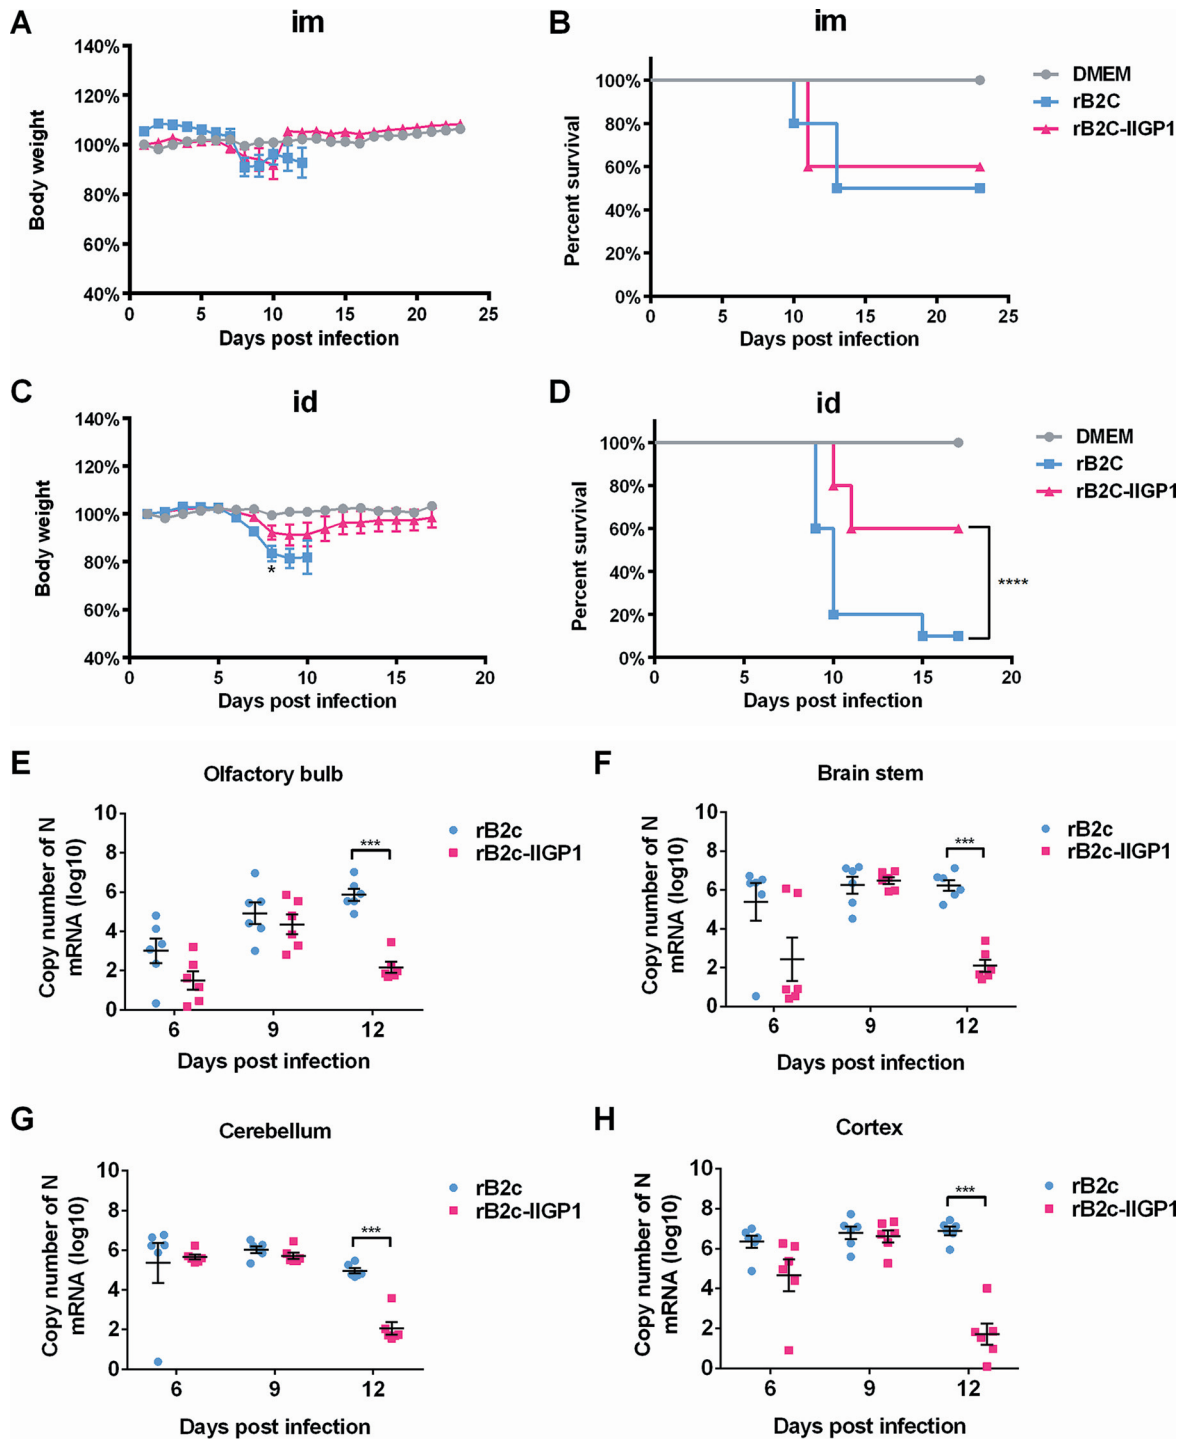 A
im
140%
120%
100%
80%
60%
40%
Body weight
0 5 10 15 20 25
Days post infection
B
im
100%
80%
60%
40%
20%
0%
Percent survival
0 5 10 15 20 25
Days post infection
DMEM
rB2C
rB2C-IIGP1
C
id
140%
120%
100%
80%
60%
40%
Body weight
*
0 5 10 15 20
Days post infection
D
id
100%
80%
60%
40%
20%
0%
Percent survival
****
0 5 10 15 20
Days post infection
DMEM
rB2C
rB2C-IIGP1
E
Olfactory bulb
10
8
6
4
2
0
Copy number of N
mRNA (log10)
***
6 9 12
Days post infection
rB2c
rB2c-IIGP1
F
Brain stem
10
8
6
4
2
0
Copy number of N
mRNA (log10)
***
6 9 12
Days post infection
rB2c
rB2c-IIGP1
G
Cerebellum
10
8
6
4
2
0
Copy number of N
mRNA (log10)
***
6 9 12
Days post infection
rB2c
rB2c-IIGP1
H
Cortex
10
8
6
4
2
0
Copy number of N
mRNA (log10)
***
6 9 12
Days post infection
rB2c
rB2c-IIGP1